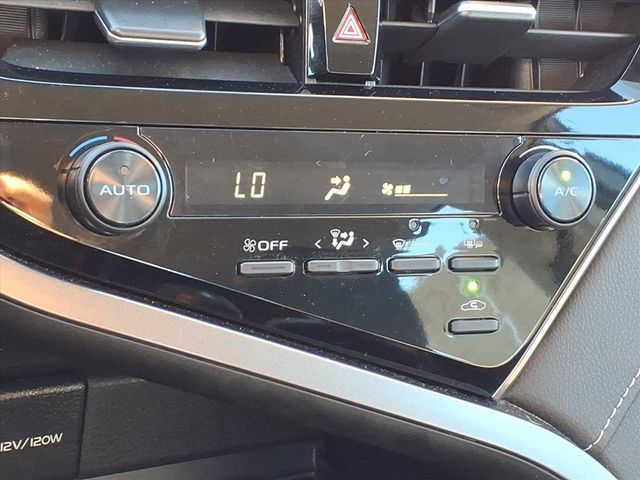 AUTO
LO
A/C
OFF
< >
12V/120W